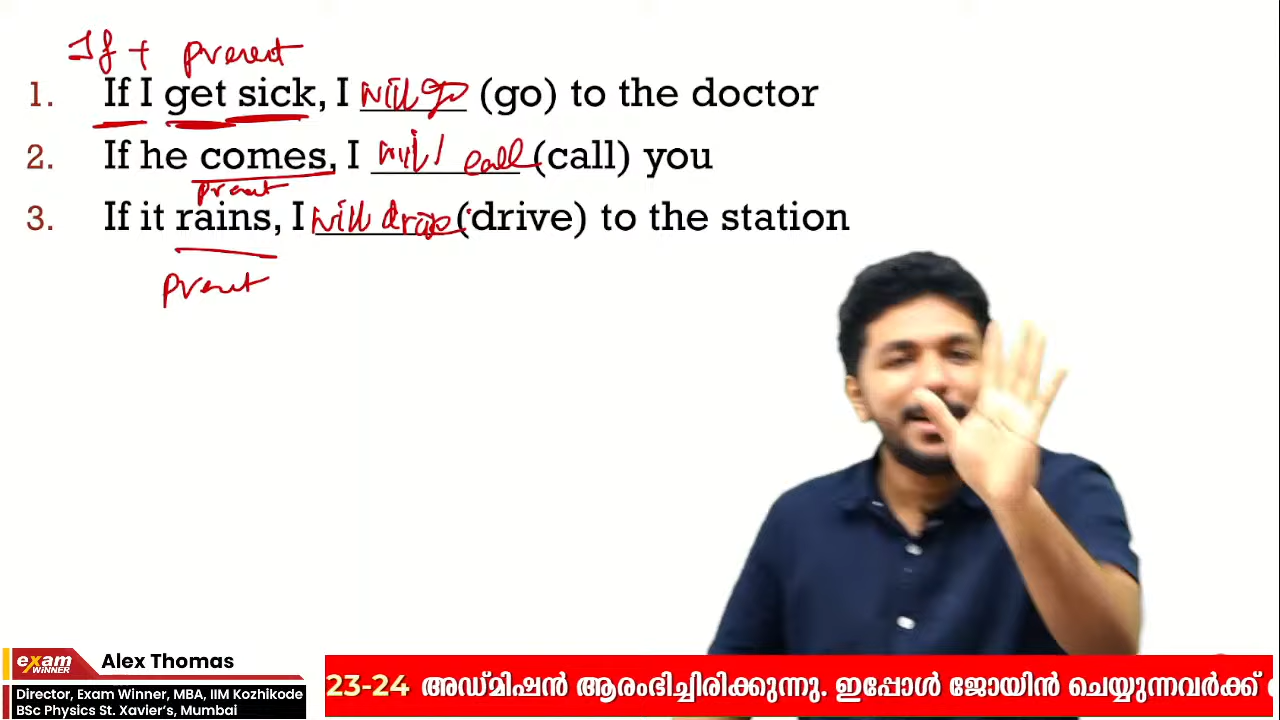 If + present
1. If I get sick, I will go (go) to the doctor
2. If he comes, I will call (call) you
present
3. If it rains, I will drop (drive) to the station
present
exam WINNER
Alex Thomas
Director, Exam Winner, MBA, IIM Kozhikode
BSc Physics St. Xavier's, Mumbai
23-24 അഡ്മിഷൻ ആരംഭിച്ചിരിക്കുന്നു. ഇപ്പോൾ ജോയിൻ ചെയ്യുന്നവർക്ക്